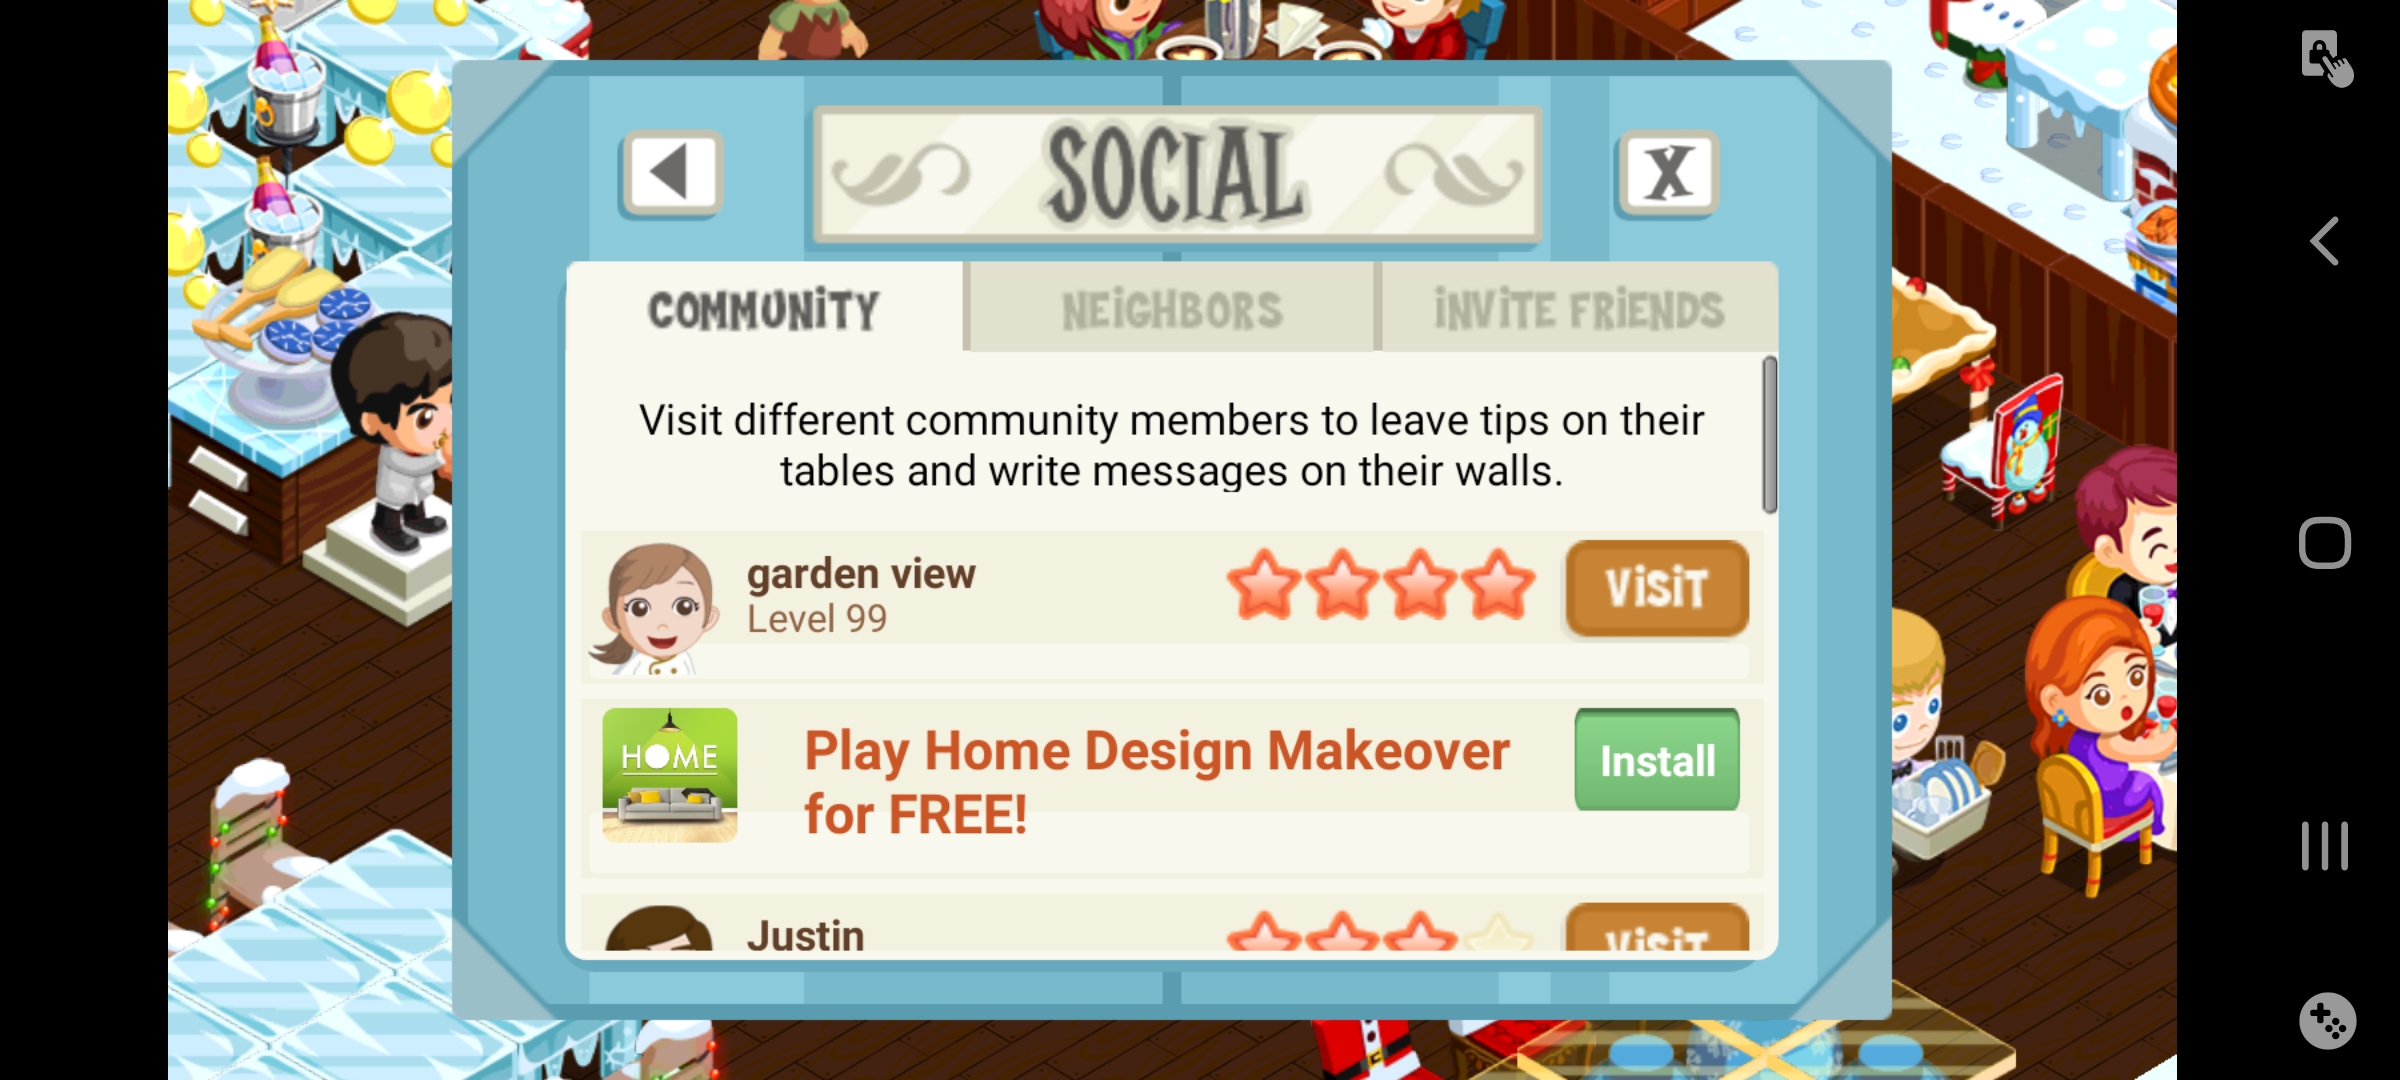 SOCIAL
X
COMMUNITY
NEIGHBORS
INVITE FRIENDS
Visit different community members to leave tips on their
tables and write messages on their walls.
garden view
Level 99
VISIT
HOME
Play Home Design Makeover
for FREE!
Install
Justin
VISIT